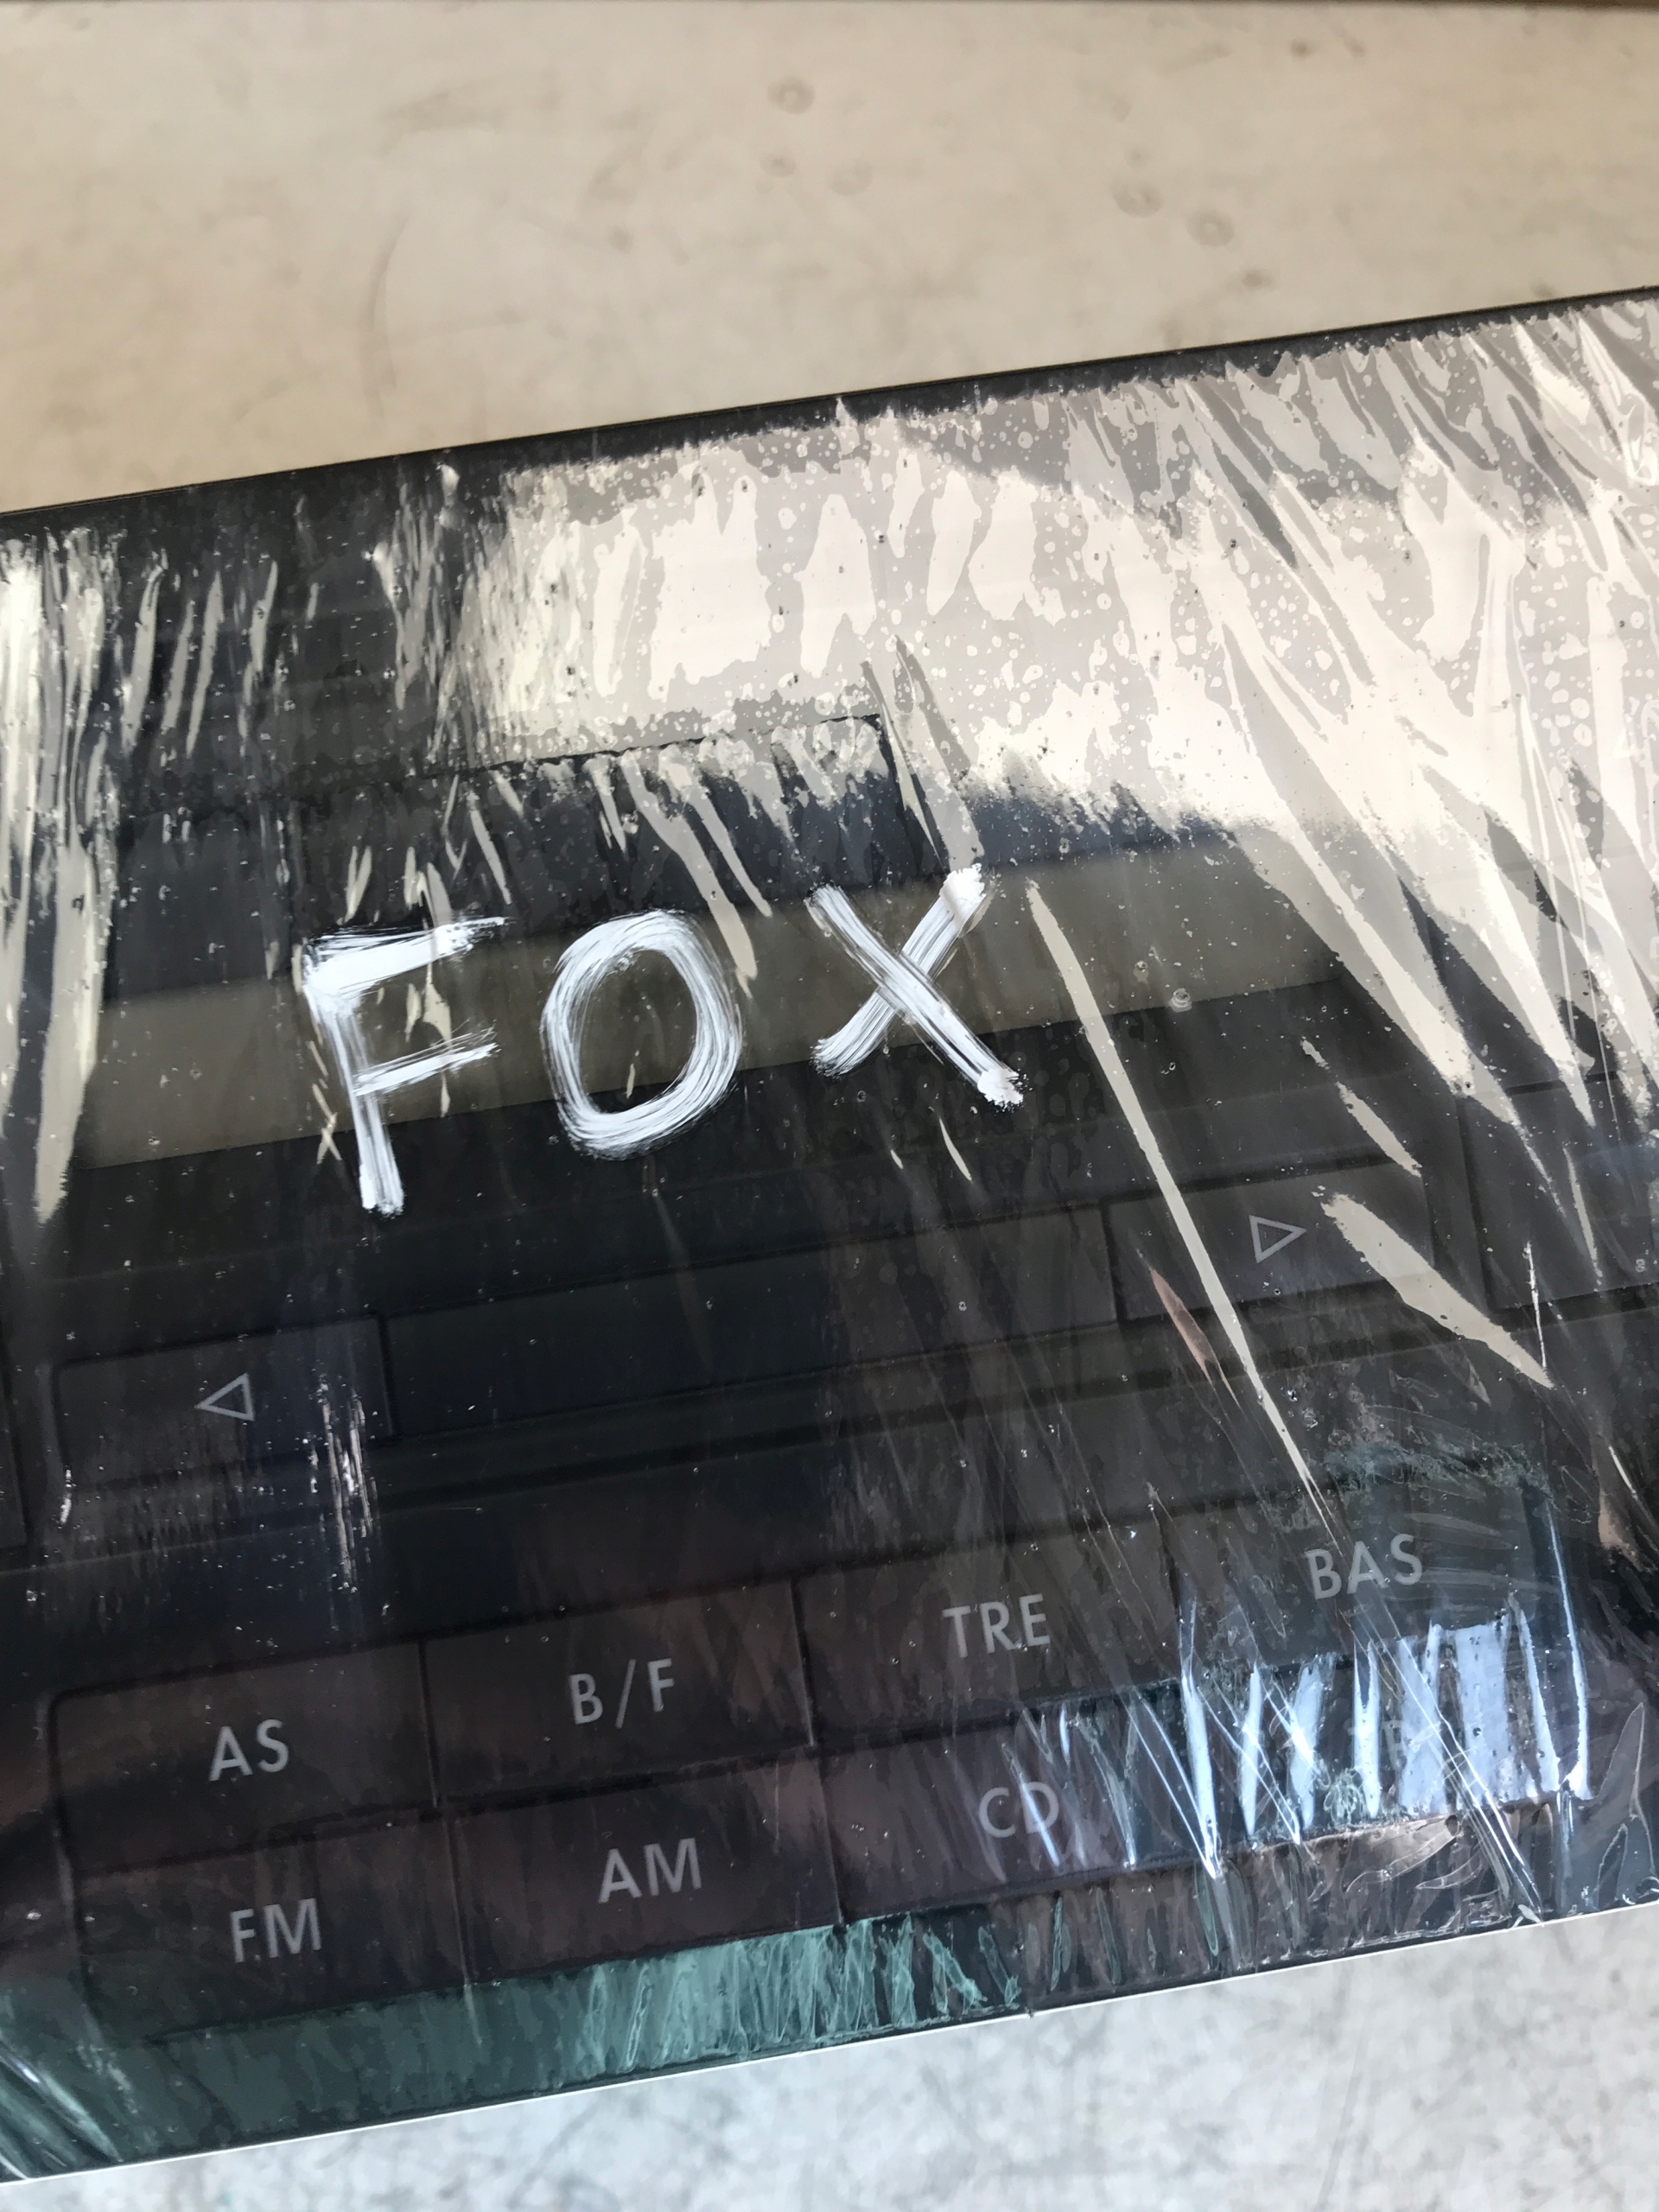 FOX
AS B/F TRE BAS
FM AM CD